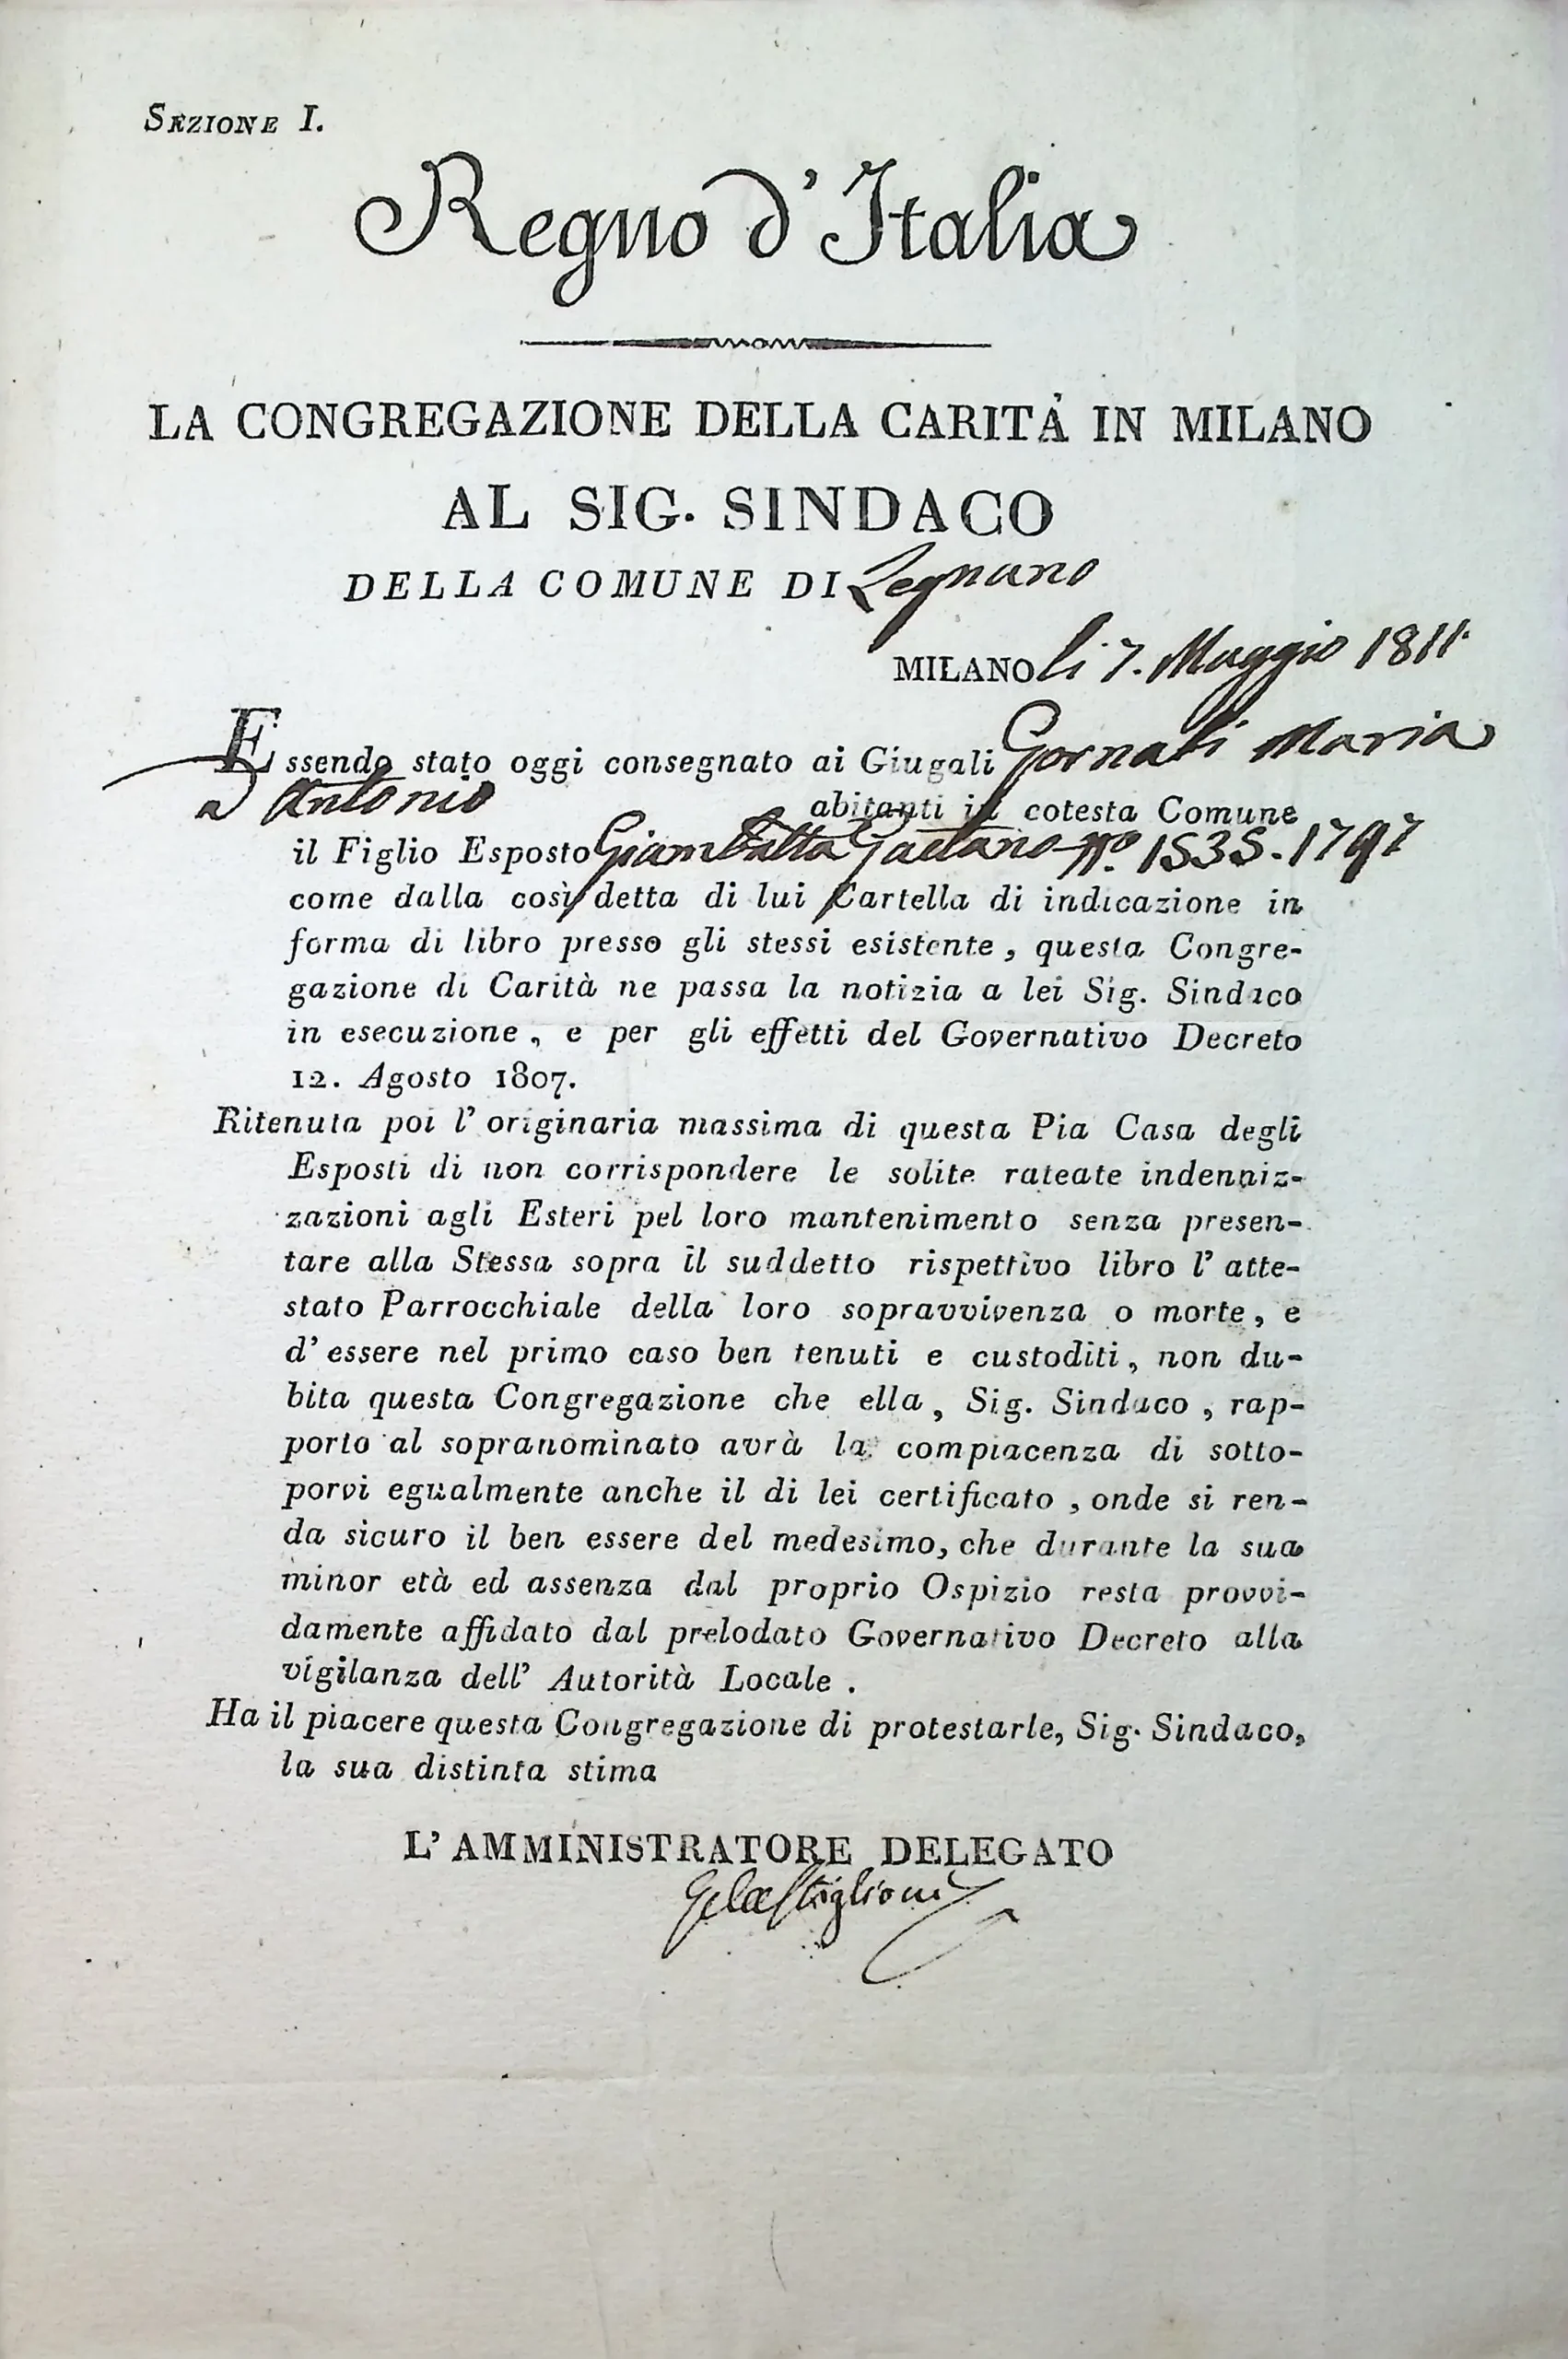 SEZIONE I.
Regno d'Italia
LA CONGREGAZIONE DELLA CARITÀ IN MILANO
AL SIG. SINDACO
DELLA COMUNE DI Legnano
MILANO li 7. Maggio 1811
Essendo stato oggi consegnato ai Giugali Gornati Maria
Antonio abitanti in cotesta Comune
il Figlio Esposto Giambatta Gaetano N.º 1535. 1797
come dalla così detta di lui Cartella di indicazione in
forma di libro presso gli stessi esistente, questa Congre-
gazione di Carità ne passa la notizia a lei Sig. Sindaco
in esecuzione, e per gli effetti del Governativo Decreto
12. Agosto 1807.
Ritenuta poi l'originaria massima di questa Pia Casa degli
Esposti di non corrispondere le solite rateate indenniz-
zazioni agli Esteri pel loro mantenimento senza presen-
tare alla Stessa sopra il suddetto rispettivo libro l'atte-
stato Parrocchiale della loro sopravvivenza o morte, e
d'essere nel primo caso ben tenuti e custoditi, non du-
bita questa Congregazione che ella, Sig. Sindaco, rap-
porto al sopranominato avrà la compiacenza di sotto-
porvi egualmente anche il di lei certificato, onde si ren-
da sicuro il ben essere del medesimo, che durante la sua
minor età ed assenza dal proprio Ospizio resta provvi-
damente affidato dal prelodato Governativo Decreto alla
vigilanza dell' Autorità Locale.
Ha il piacere questa Congregazione di protestarle, Sig. Sindaco,
la sua distinta stima
L'AMMINISTRATORE DELEGATO